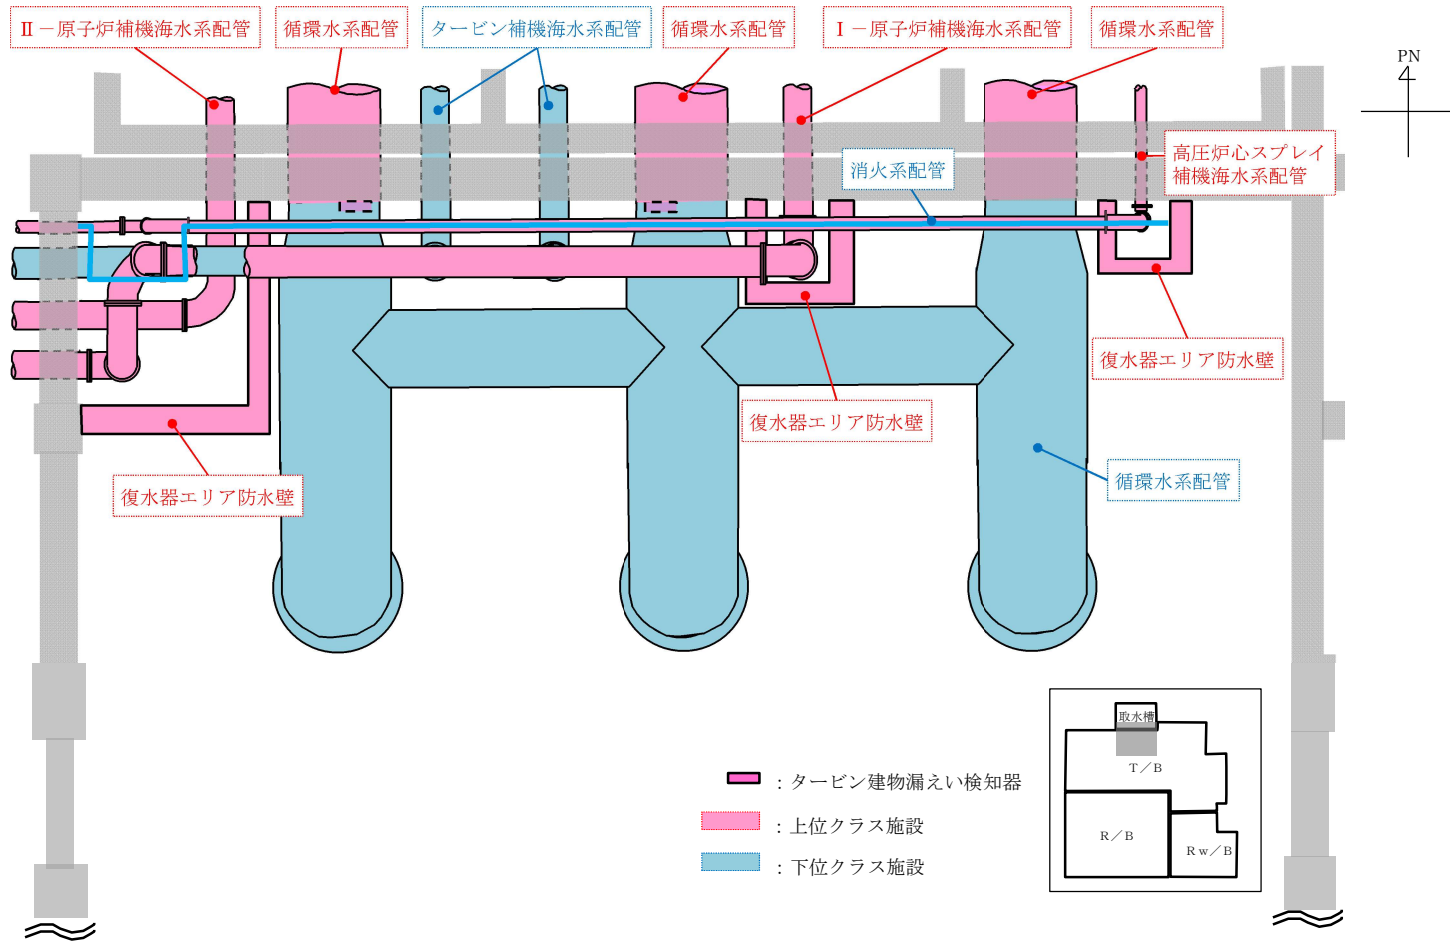 Ⅱ－原子炉補機海水系配管
循環水系配管
タービン補機海水系配管
循環水系配管
Ⅰ－原子炉補機海水系配管
循環水系配管
PN
高圧炉心スプレイ
補機海水系配管
消火系配管
復水器エリア防水壁
復水器エリア防水壁
循環水系配管
復水器エリア防水壁
取水槽
T／B
R／B
Rw／B
：タービン建物漏えい検知器
：上位クラス施設
：下位クラス施設